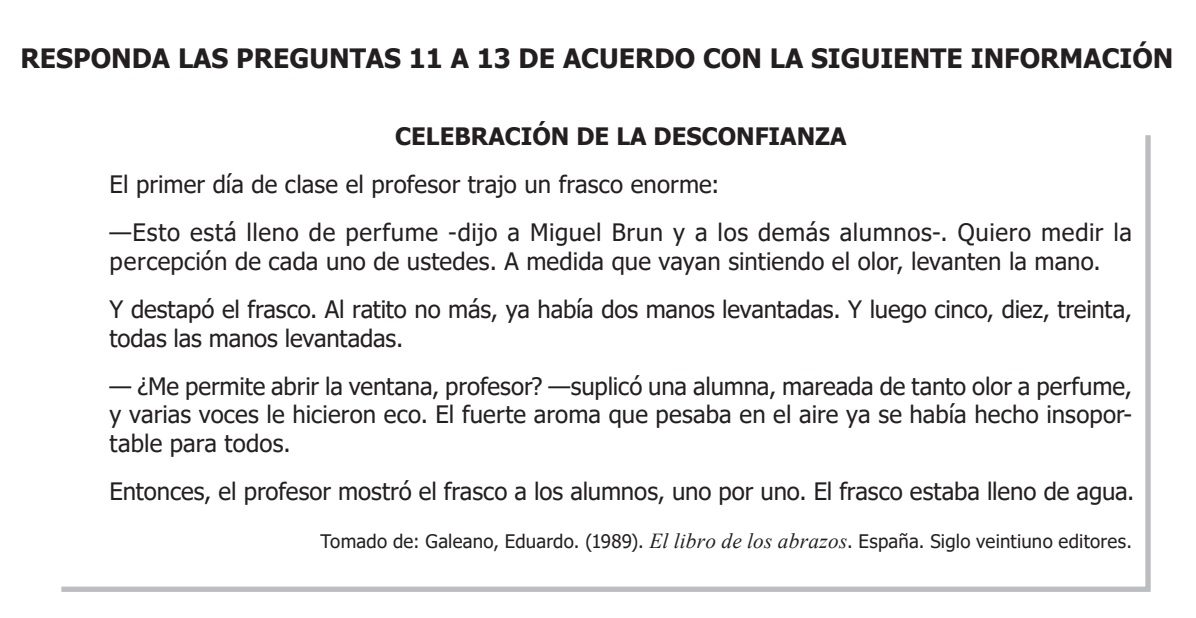 RESPONDA LAS PREGUNTAS 11 A 13 DE ACUERDO CON LA SIGUIENTE INFORMACIÓN
CELEBRACIÓN DE LA DESCONFIANZA
El primer día de clase el profesor trajo un frasco enorme:
—Esto está lleno de perfume -dijo a Miguel Brun y a los demás alumnos-. Quiero medir la
percepción de cada uno de ustedes. A medida que vayan sintiendo el olor, levanten la mano.
Y destapó el frasco. Al ratito no más, ya había dos manos levantadas. Y luego cinco, diez, treinta,
todas las manos levantadas.
— ¿Me permite abrir la ventana, profesor? —suplicó una alumna, mareada de tanto olor a perfume,
y varias voces le hicieron eco. El fuerte aroma que pesaba en el aire ya se había hecho insopor-
table para todos.
Entonces, el profesor mostró el frasco a los alumnos, uno por uno. El frasco estaba lleno de agua.
Tomado de: Galeano, Eduardo. (1989). El libro de los abrazos. España. Siglo veintiuno editores.